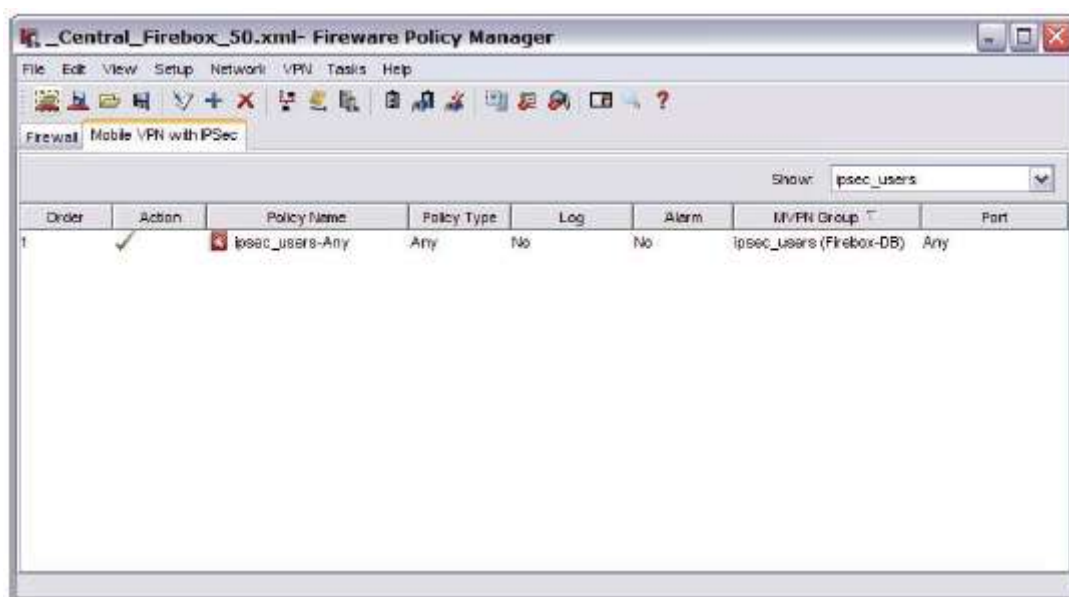 _Central_Firebox_50.xml- Fireware Policy Manager
File Edit View Setup Network VPN Tasks Help
Firewall Mobile VPN with IPSec
Show: ipsec_users
Order Action Policy Name Policy Type Log Alarm MVPN Group Port
1 ipsec_users-Any Any No No ipsec_users (Firebox-DB) Any